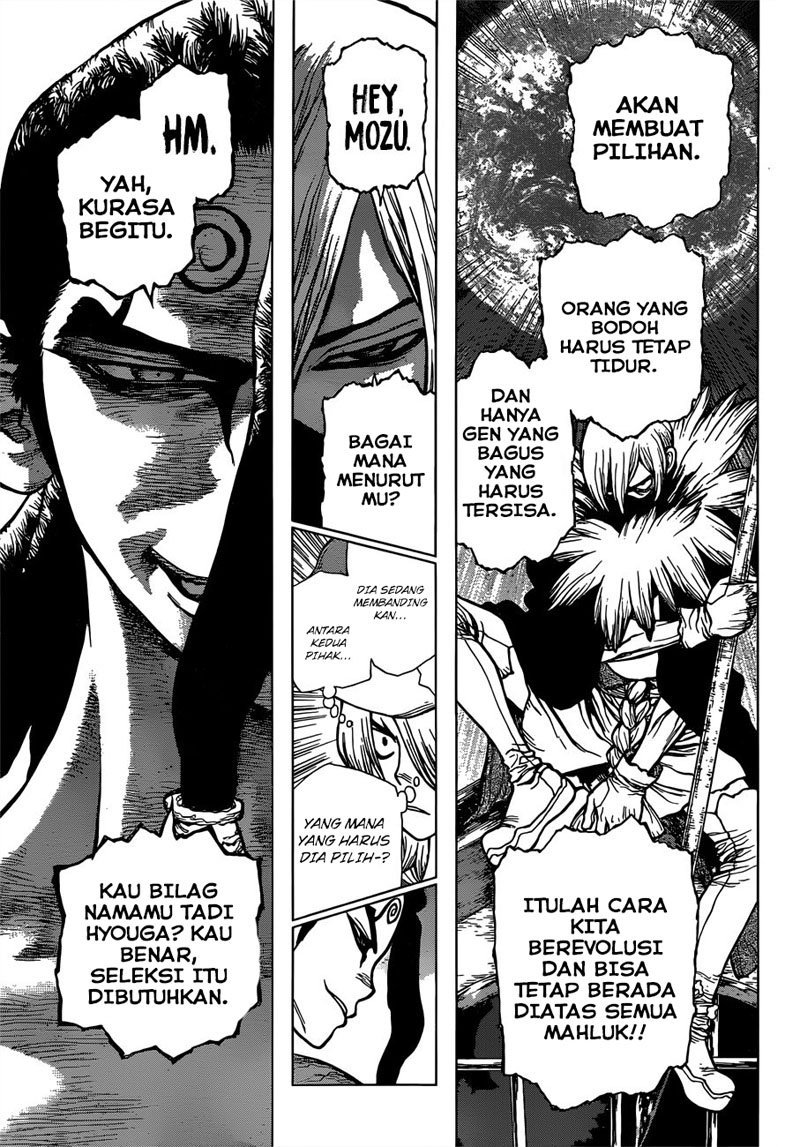 AKAN
MEMBUAT
PILIHAN.
ORANG YANG
BODOH
HARUS TETAP
TIDUR.
DAN
HANYA
GEN YANG
BAGUS
YANG
HARUS
TERSISA.
ITULAH CARA
KITA
BEREVOLUSI
DAN BISA
TETAP BERADA
DIATAS SEMUA
MAHLUK!!
HEY,
MOZU.
BAGAI
MANA
MENURUT
MU?
DIA SEDANG
MEMBANDING
KAN...
ANTARA
KEDUA
PIHAK...
YANG MANA
YANG HARUS
DIA PILIH-?
HM.
YAH,
KURASA
BEGITU.
KAU BILAG
NAMAMU TADI
HYOUGA? KAU
BENAR,
SELEKSI ITU
DIBUTUHKAN.